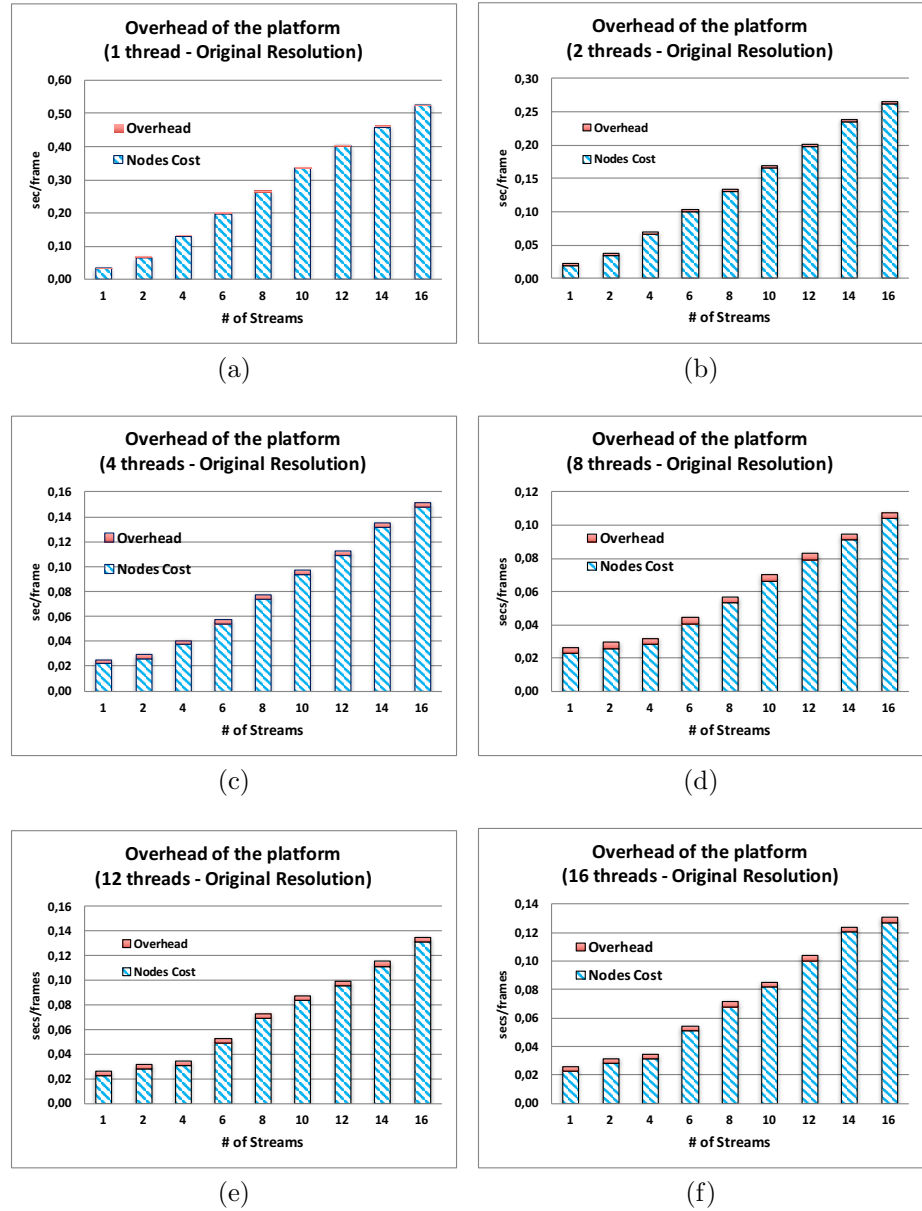 Overhead of the platform
(1 thread - Original Resolution)
0,60
0,50
0,40
0,30
0,20
0,10
0,00
sec/frame
Overhead
Nodes Cost
1 2 4 6 8 10 12 14 16
# of Streams
(a)
Overhead of the platform
(2 threads - Original Resolution)
0,30
0,25
0,20
0,15
0,10
0,05
0,00
sec/frame
Overhead
Nodes Cost
1 2 4 6 8 10 12 14 16
# of Streams
(b)
Overhead of the platform
(4 threads - Original Resolution)
0,16
0,14
0,12
0,10
0,08
0,06
0,04
0,02
0,00
sec/frame
Overhead
Nodes Cost
1 2 4 6 8 10 12 14 16
# of Streams
(c)
Overhead of the platform
(8 threads - Original Resolution)
0,12
0,10
0,08
0,06
0,04
0,02
0,00
secs/frames
Overhead
Nodes Cost
1 2 4 6 8 10 12 14 16
# of Streams
(d)
Overhead of the platform
(12 threads - Original Resolution)
0,16
0,14
0,12
0,10
0,08
0,06
0,04
0,02
0,00
secs/frames
Overhead
Nodes Cost
1 2 4 6 8 10 12 14 16
# of Streams
(e)
Overhead of the platform
(16 threads - Original Resolution)
0,14
0,12
0,10
0,08
0,06
0,04
0,02
0,00
secs/frames
Overhead
Nodes Cost
1 2 4 6 8 10 12 14 16
# of Streams
(f)